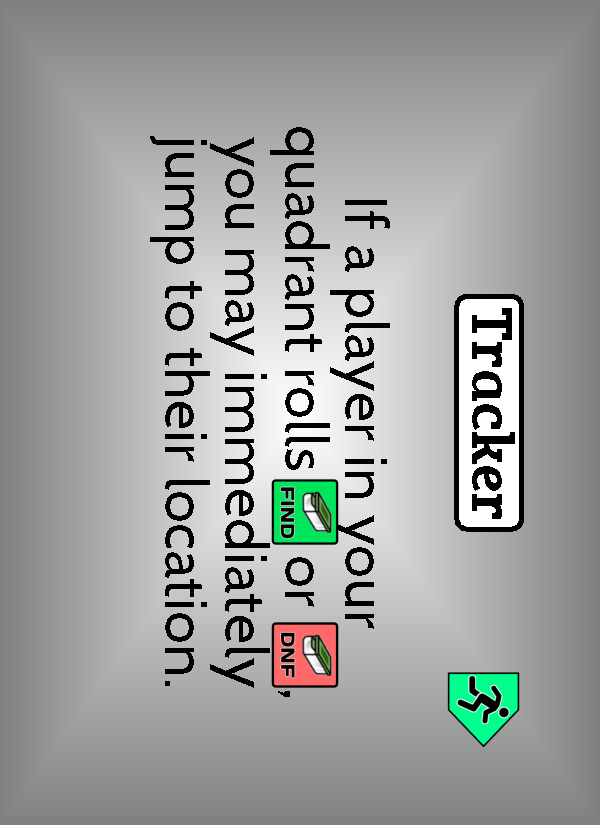 Tracker
If a player in your
quadrant rolls FIND or DNF,
you may immediately
jump to their location.